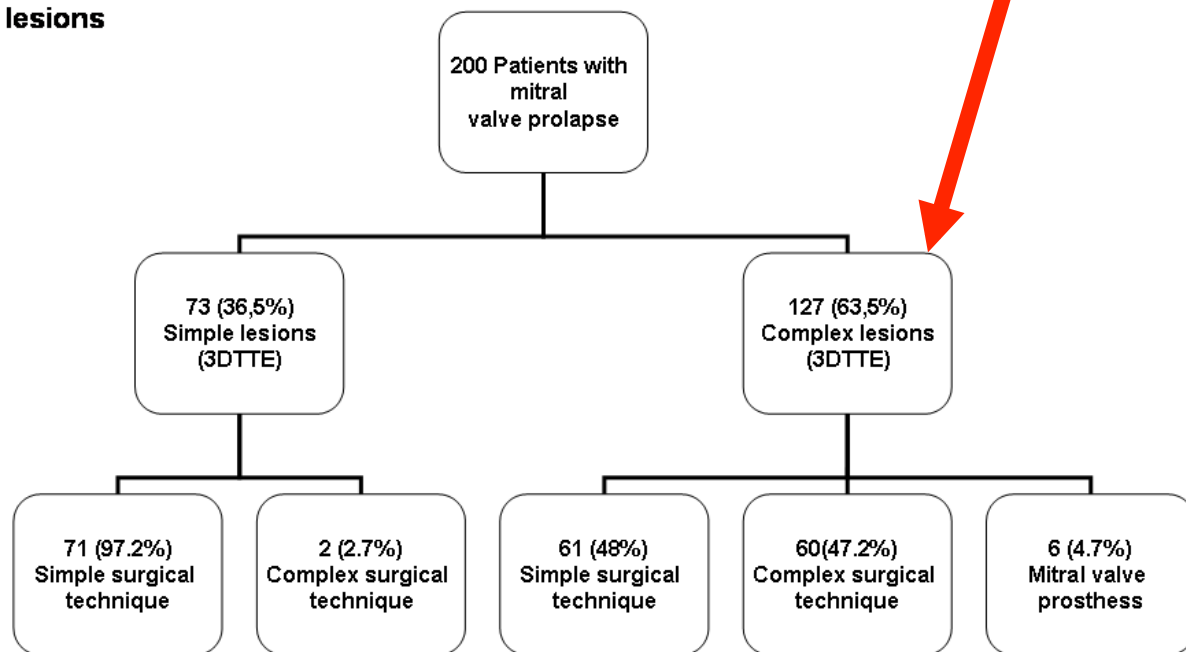 lesions
200 Patients with
mitral
valve prolapse
73 (36,5%)
Simple lesions
(3DTTE)
127 (63,5%)
Complex lesions
(3DTTE)
71 (97.2%)
Simple surgical
technique
2 (2.7%)
Complex surgical
technique
61 (48%)
Simple surgical
technique
60(47.2%)
Complex surgical
technique
6 (4.7%)
Mitral valve
prosthess